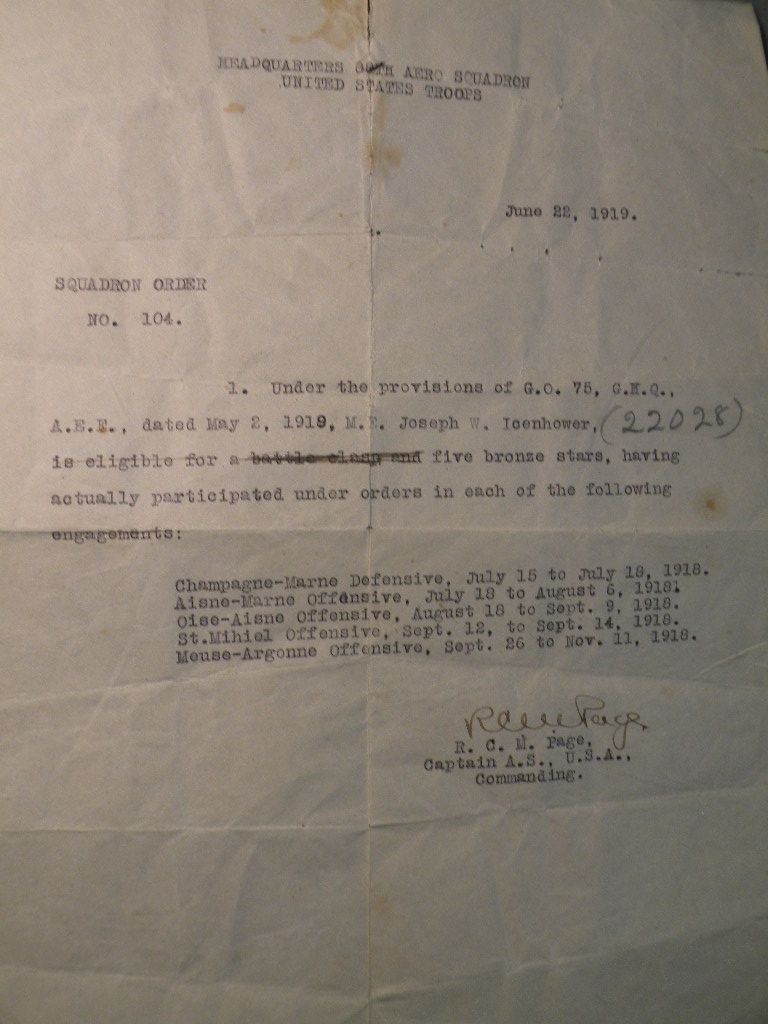 HEADQUARTERS 88TH AERO SQUADRON
UNITED STATES TROOPS
June 22, 1919.
SQUADRON ORDER
NO. 104.
1. Under the provisions of G.O. 75, G.H.Q.,
A.E.F., dated May 2, 1919, M.E. Joseph W. Icenhower, (22028)
is eligible for a battle clasp and five bronze stars, having
actually participated under orders in each of the following
engagements:
Champagne-Marne Defensive, July 15 to July 18, 1918.
Aisne-Marne Offensive, July 18 to August 6, 1918.
Oise-Aisne Offensive, August 18 to Sept. 9, 1918.
St.Mihiel Offensive, Sept. 12, to Sept. 14, 1918.
Meuse-Argonne Offensive, Sept. 26 to Nov. 11, 1918.
R C M Page
R. C. M. Page,
Captain A.S., U.S.A.,
Commanding.